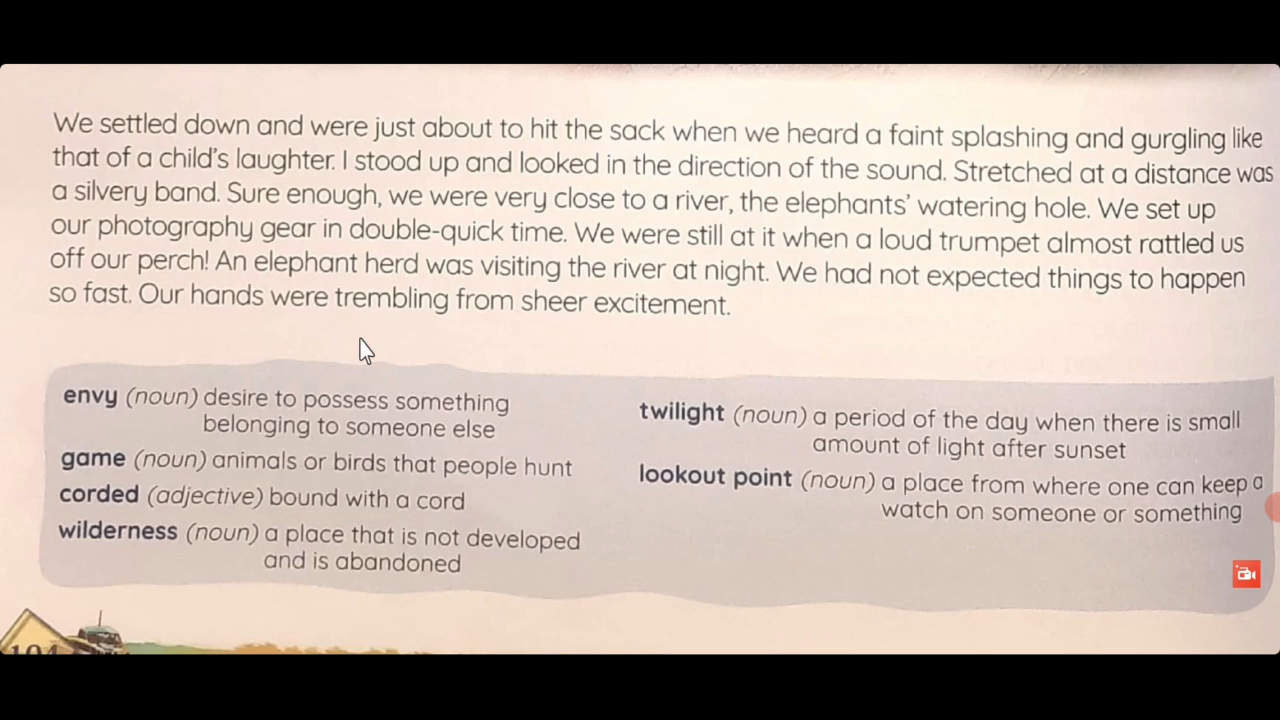 We settled down and were just about to hit the sack when we heard a faint splashing and gurgling like
that of a child's laughter. I stood up and looked in the direction of the sound. Stretched at a distance was
a silvery band. Sure enough, we were very close to a river, the elephants' watering hole. We set up
our photography gear in double-quick time. We were still at it when a loud trumpet almost rattled us
off our perch! An elephant herd was visiting the river at night. We had not expected things to happen
so fast. Our hands were trembling from sheer excitement.
envy (noun) desire to possess something
belonging to someone else
game (noun) animals or birds that people hunt
corded (adjective) bound with a cord
wilderness (noun) a place that is not developed
and is abandoned
twilight (noun) a period of the day when there is small
amount of light after sunset
lookout point (noun) a place from where one can keep a
watch on someone or something